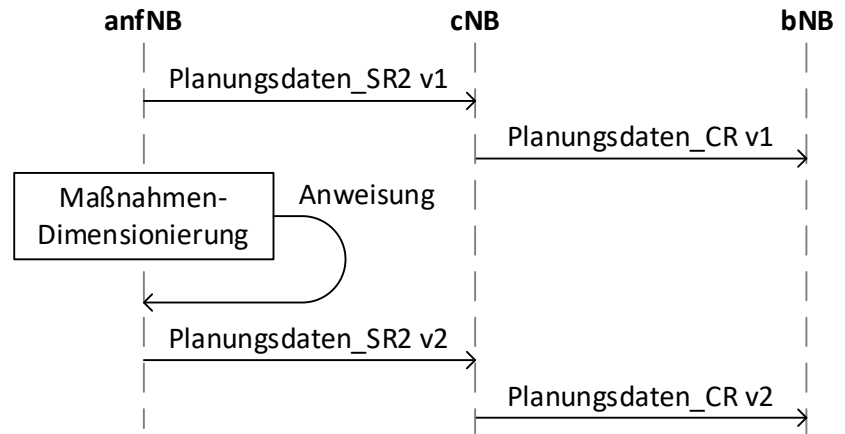 anfNB cNB bNB
Planungsdaten_SR2 v1
Planungsdaten_CR v1
Maßnahmen-
Dimensionierung
Anweisung
Planungsdaten_SR2 v2
Planungsdaten_CR v2